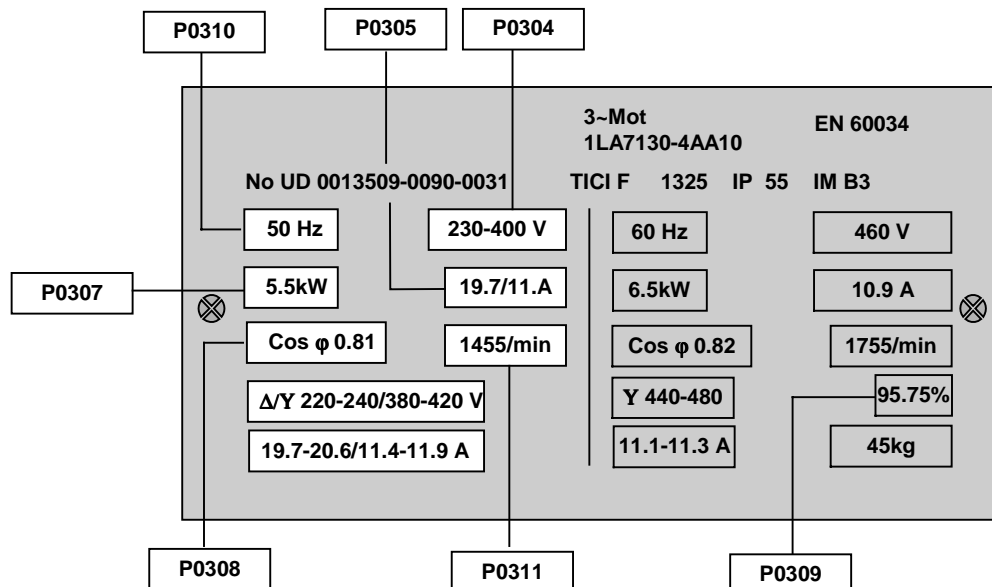 P0310 P0305 P0304
3~Mot EN 60034
1LA7130-4AA10
No UD 0013509-0090-0031 TICI F 1325 IP 55 IM B3
50 Hz 230-400 V 60 Hz 460 V
P0307 5.5kW 19.7/11.A 6.5kW 10.9 A
Cos φ 0.81 1455/min Cos φ 0.82 1755/min
Δ/Y 220-240/380-420 V Y 440-480 95.75%
19.7-20.6/11.4-11.9 A 11.1-11.3 A 45kg
P0308 P0311 P0309